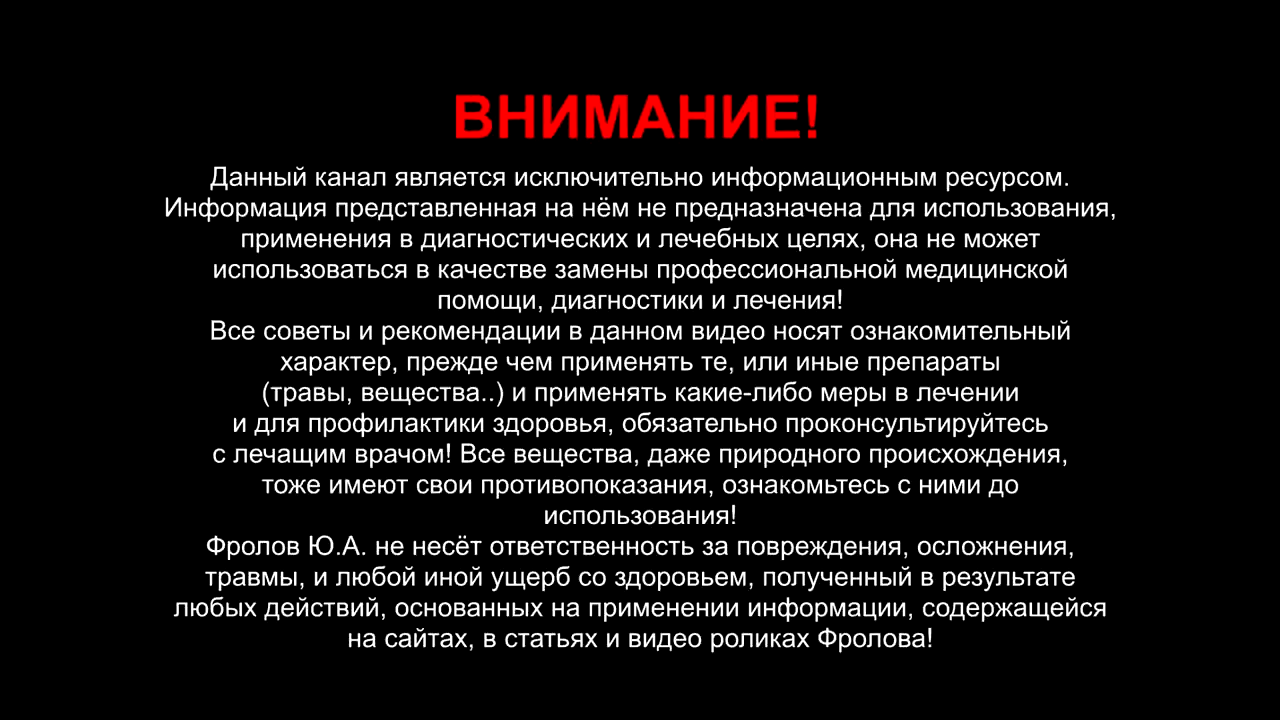 ВНИМАНИЕ!
Данный канал является исключительно информационным ресурсом.
Информация представленная на нём не предназначена для использования,
применения в диагностических и лечебных целях, она не может
использоваться в качестве замены профессиональной медицинской
помощи, диагностики и лечения!
Все советы и рекомендации в данном видео носят ознакомительный
характер, прежде чем применять те, или иные препараты
(травы, вещества..) и применять какие-либо меры в лечении
и для профилактики здоровья, обязательно проконсультируйтесь
с лечащим врачом! Все вещества, даже природного происхождения,
тоже имеют свои противопоказания, ознакомьтесь с ними до
использования!
Фролов Ю.А. не несёт ответственность за повреждения, осложнения,
травмы, и любой иной ущерб со здоровьем, полученный в результате
любых действий, основанных на применении информации, содержащейся
на сайтах, в статьях и видео роликах Фролова!